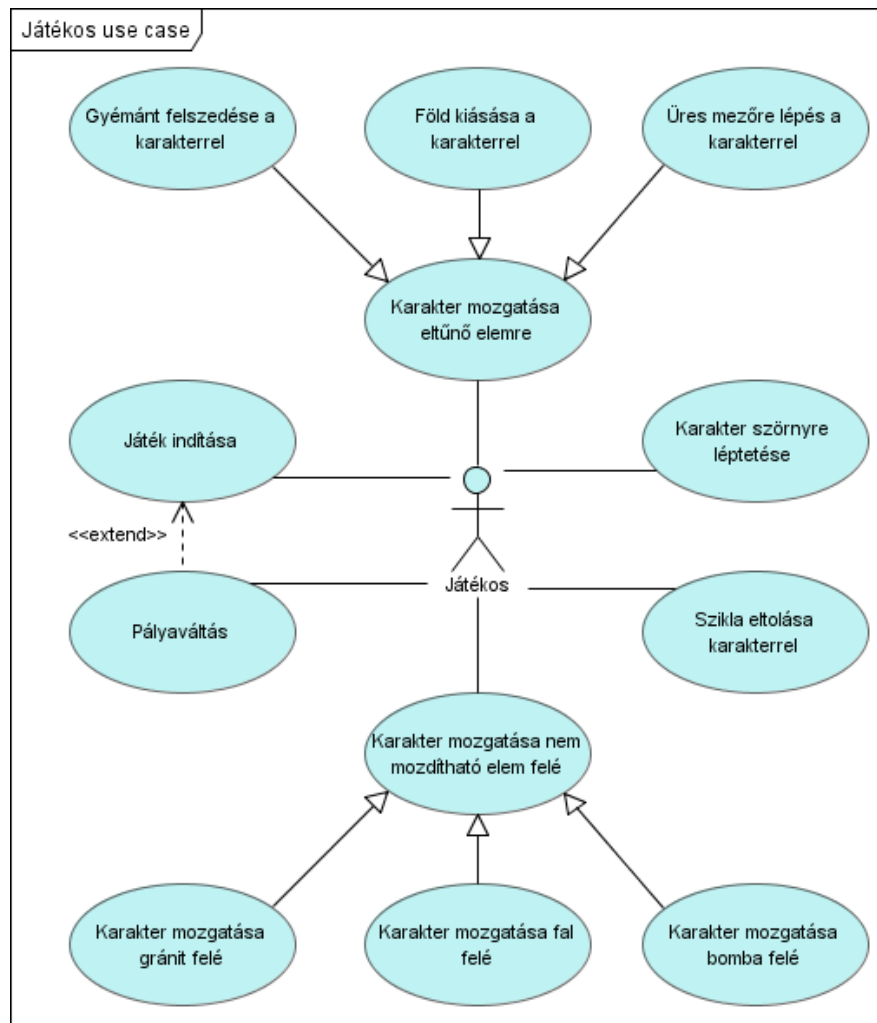 Játékos use case
Gyémánt felszedése a
karakterrel
Föld kiásása a
karakterrel
Üres mezőre lépés a
karakterrel
Karakter mozgatása
eltűnő elemre
Játék indítása
Karakter szörnyre
léptetése
<<extend>>
Játékos
Pályaváltás
Szikla eltolása
karakterrel
Karakter mozgatása nem
mozdítható elem felé
Karakter mozgatása
gránit felé
Karakter mozgatása fal
felé
Karakter mozgatása
bomba felé